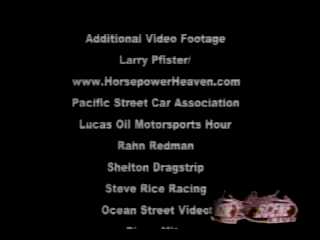 Additional Video Footage
Larry Pfister/
www.HorsepowerHeaven.com
Pacific Street Car Association
Lucas Oil Motorsports Hour
Rahn Redman
Shelton Dragstrip
Steve Rice Racing
Ocean Street Video